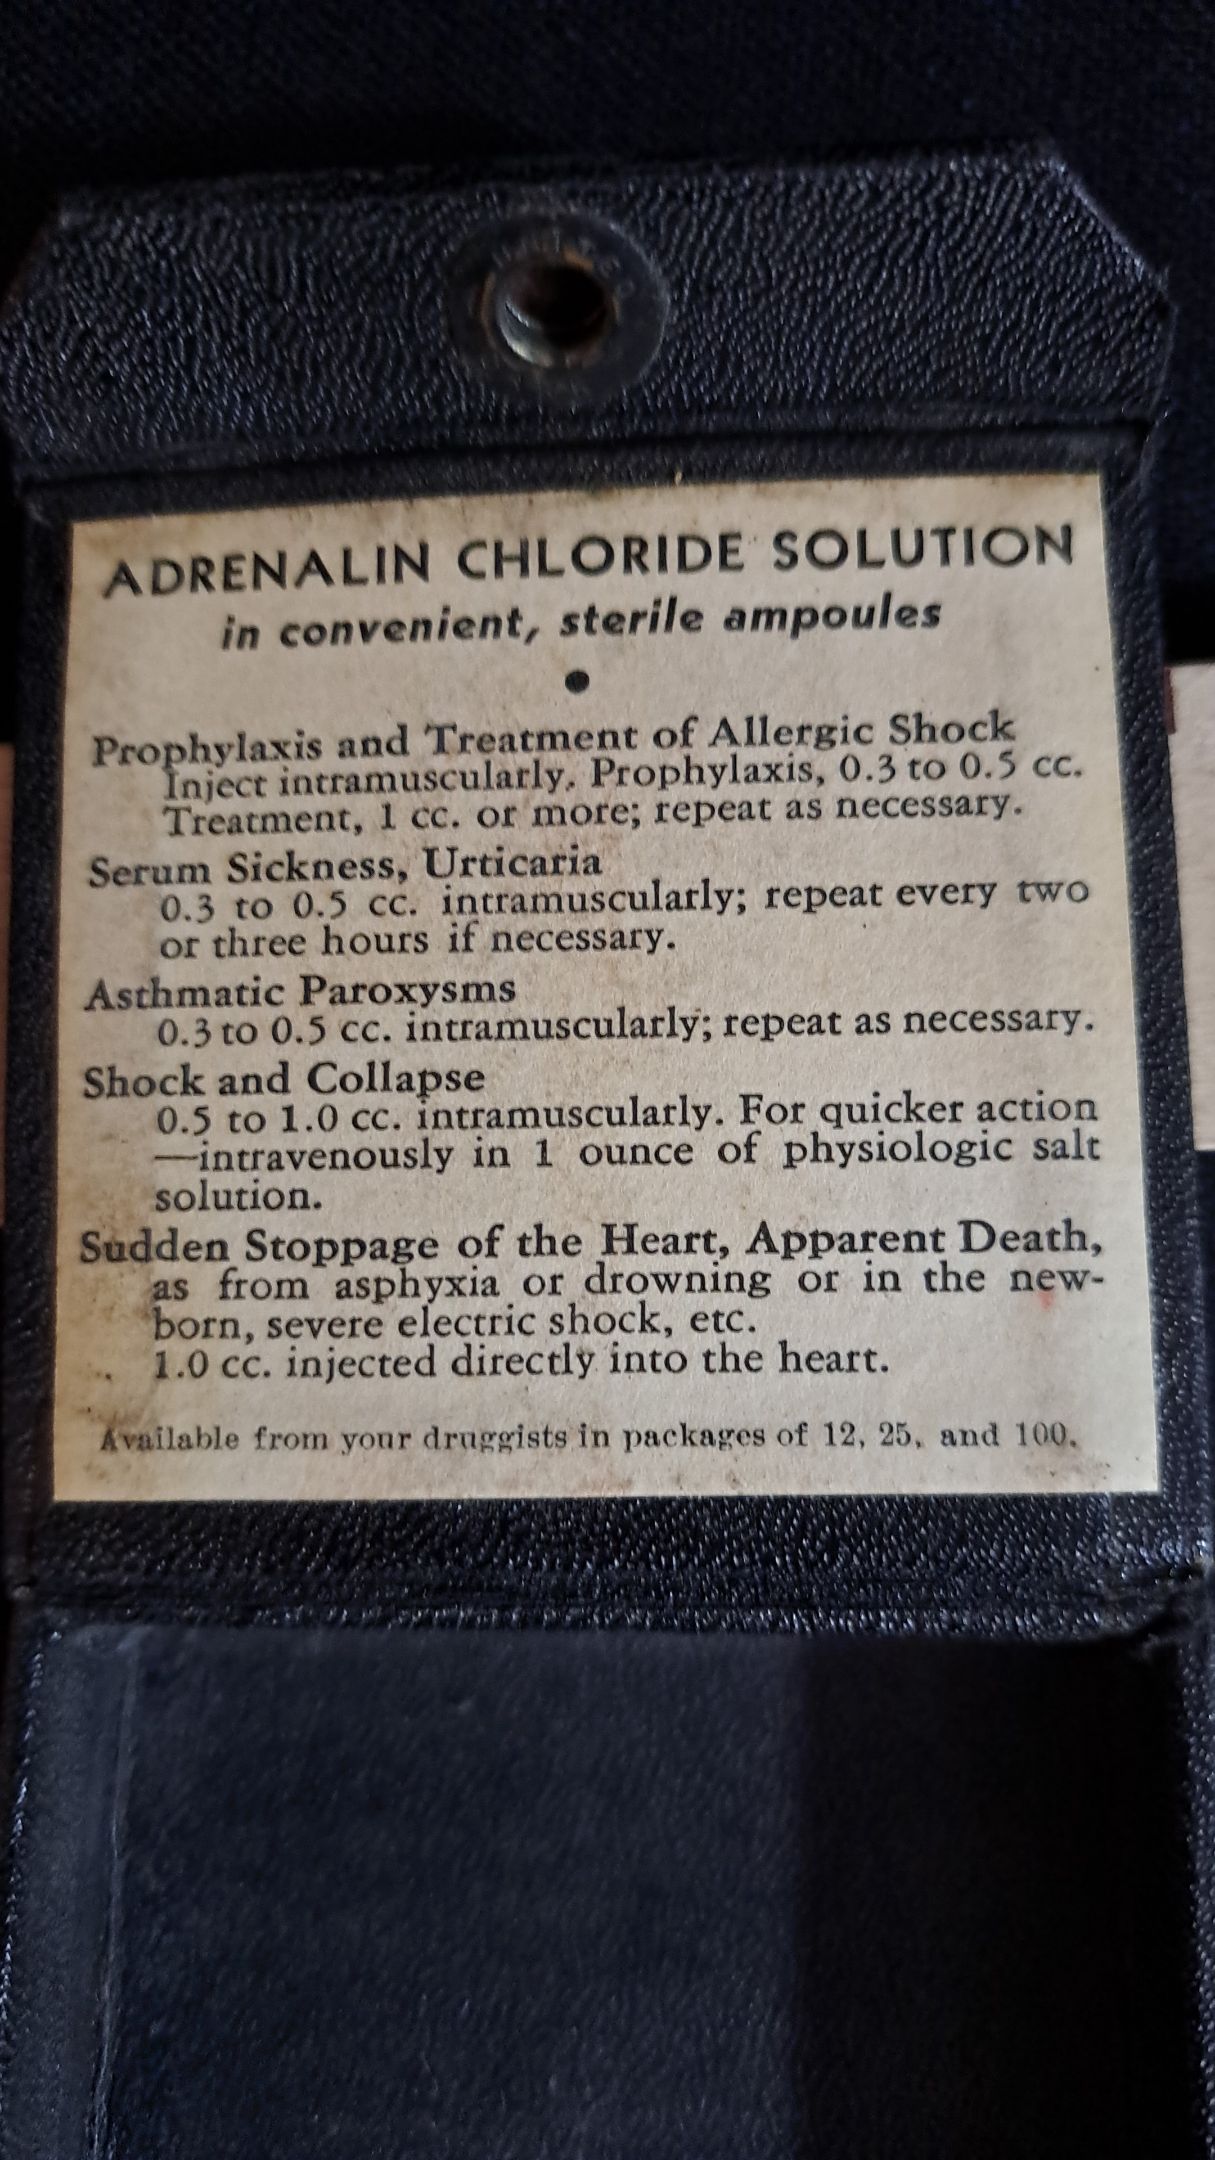 ADRENALIN CHLORIDE SOLUTION
in convenient, sterile ampoules
Prophylaxis and Treatment of Allergic Shock
Inject intramuscularly. Prophylaxis, 0.3 to 0.5 cc.
Treatment, 1 cc. or more; repeat as necessary.
Serum Sickness, Urticaria
0.3 to 0.5 cc. intramuscularly; repeat every two
or three hours if necessary.
Asthmatic Paroxysms
0.3 to 0.5 cc. intramuscularly; repeat as necessary.
Shock and Collapse
0.5 to 1.0 cc. intramuscularly. For quicker action
—intravenously in 1 ounce of physiologic salt
solution.
Sudden Stoppage of the Heart, Apparent Death,
as from asphyxia or drowning or in the new-
born, severe electric shock, etc.
1.0 cc. injected directly into the heart.
Available from your druggists in packages of 12, 25, and 100.